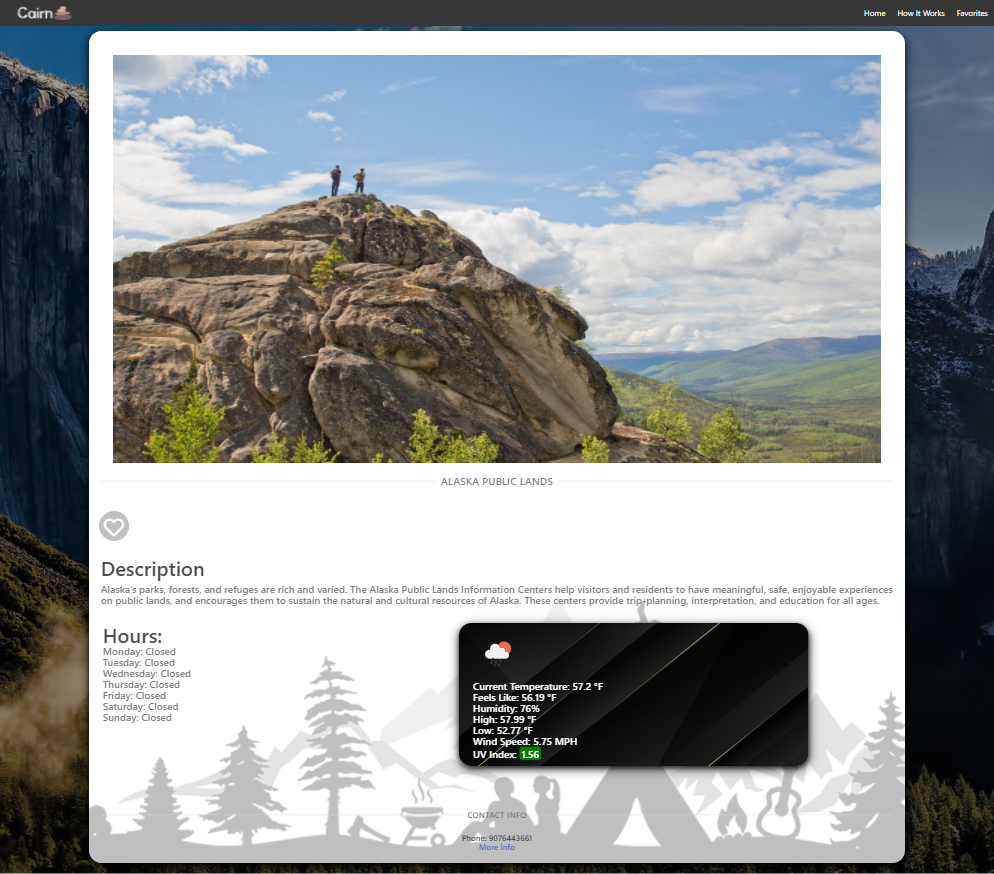 Cairn
Home How It Works Favorites
ALASKA PUBLIC LANDS
Description
Alaska's parks, forests, and refuges are rich and varied. The Alaska Public Lands Information Centers help visitors and residents to have meaningful, safe, enjoyable experiences
on public lands, and encourages them to sustain the natural and cultural resources of Alaska. These centers provide trip-planning, interpretation, and education for all ages.
Hours:
Monday: Closed
Tuesday: Closed
Wednesday: Closed
Thursday: Closed
Friday: Closed
Saturday: Closed
Sunday: Closed
Current Temperature: 57.2 °F
Feels Like: 56.19 °F
Humidity: 76%
High: 57.99 °F
Low: 52.77 °F
Wind Speed: 5.75 MPH
UV Index: 1.56
CONTACT INFO
Phone: 9076443661
More Info